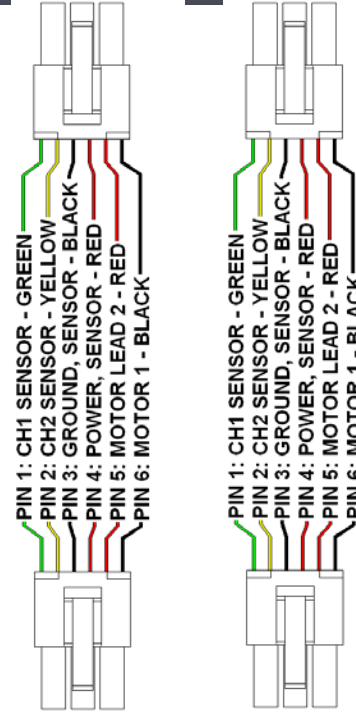 PIN 1: CH1 SENSOR - GREEN
PIN 2: CH2 SENSOR - YELLOW
PIN 3: GROUND, SENSOR - BLACK
PIN 4: POWER, SENSOR - RED
PIN 5: MOTOR LEAD 2 - RED
PIN 6: MOTOR 1 - BLACK
PIN 1: CH1 SENSOR - GREEN
PIN 2: CH2 SENSOR - YELLOW
PIN 3: GROUND, SENSOR - BLACK
PIN 4: POWER, SENSOR - RED
PIN 5: MOTOR LEAD 2 - RED
PIN 6: MOTOR 1 - BLACK